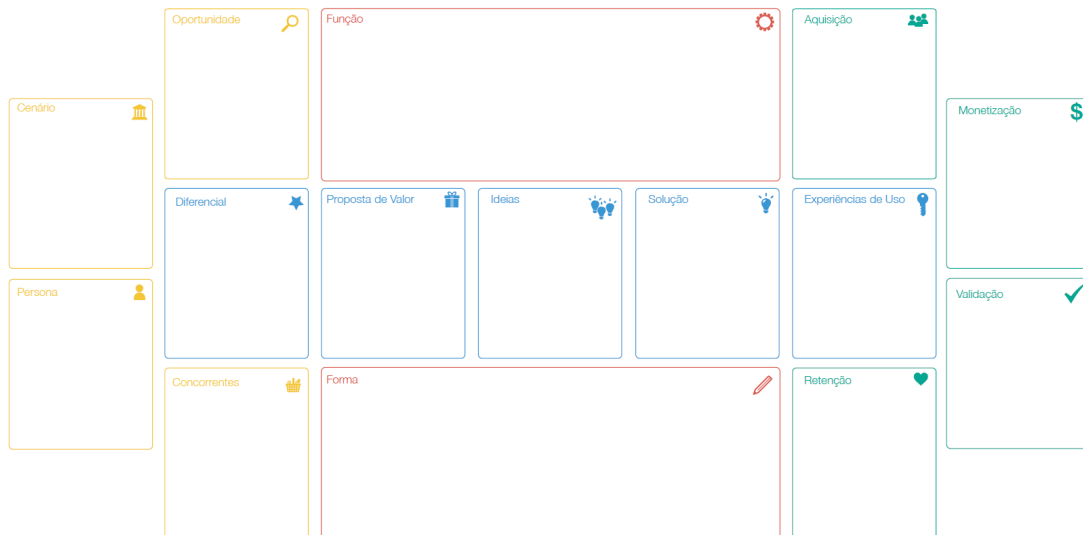 Oportunidade
Função
Aquisição
Cenário
Monetização
$
Diferencial
Proposta de Valor
Ideias
Solução
Experiências de Uso
Persona
Validação
Concorrentes
Forma
Retenção